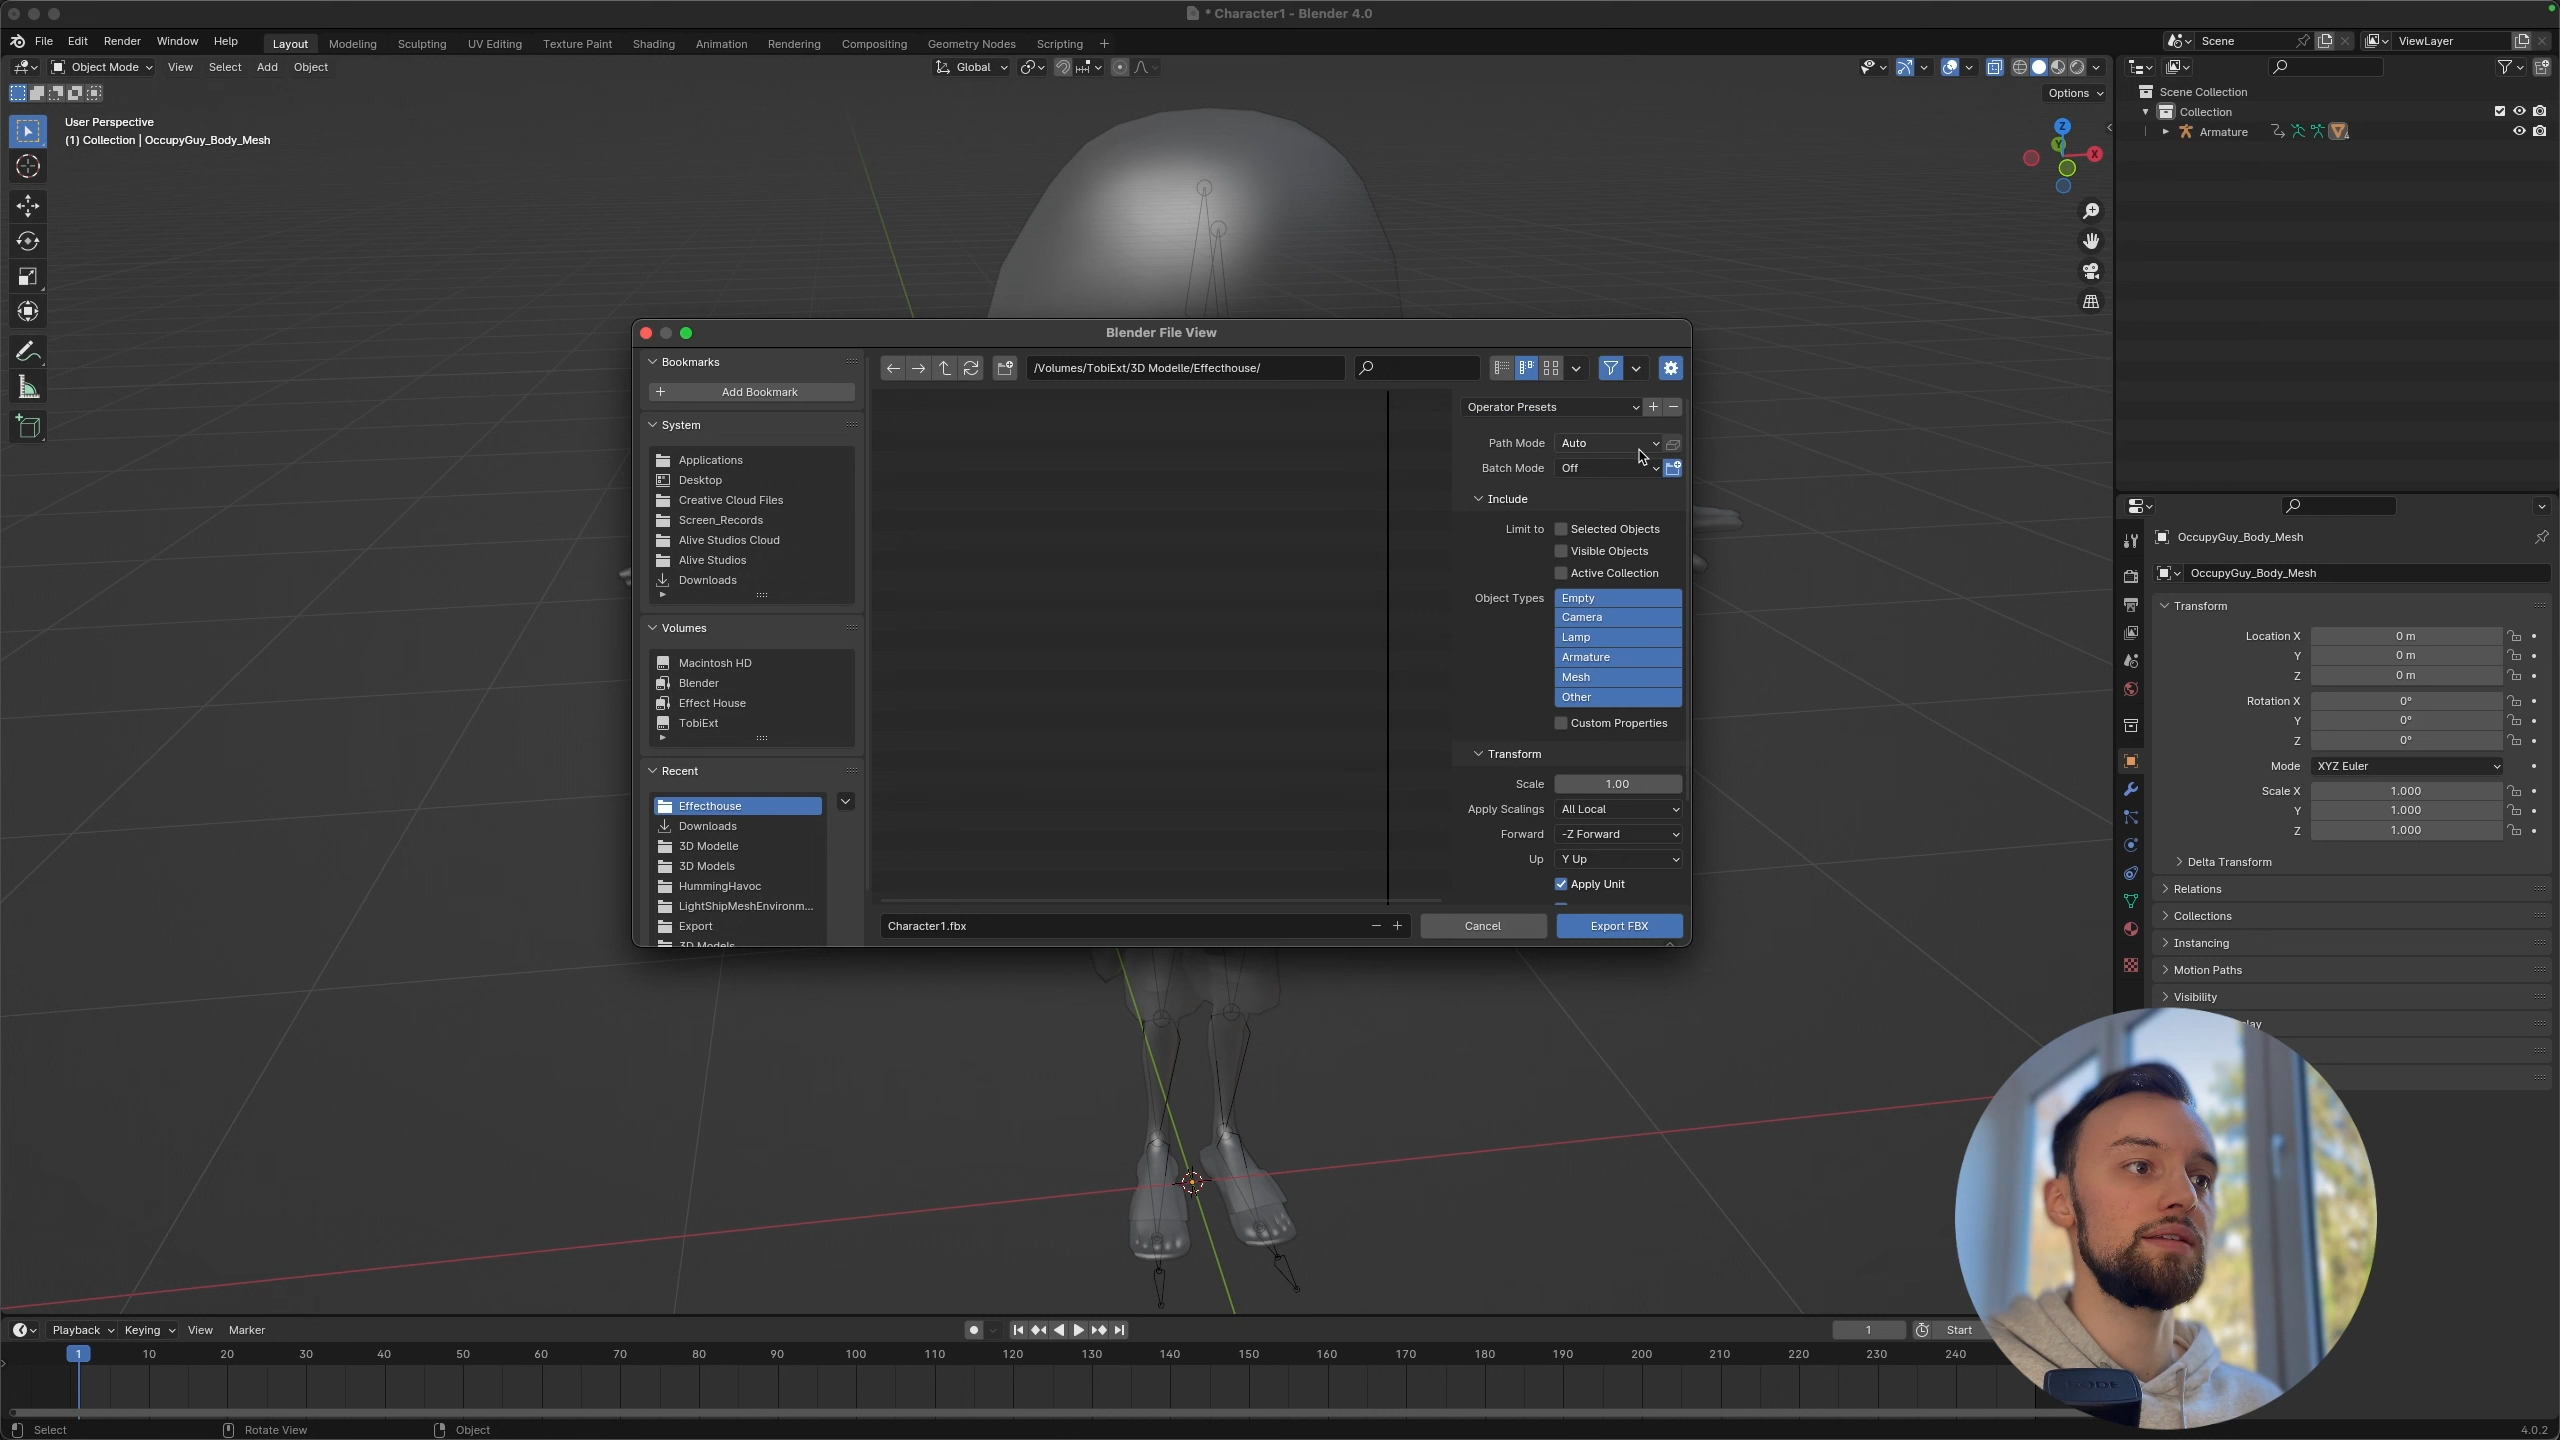 * Character1 - Blender 4.0
File Edit Render Window Help
Layout Modeling Sculpting UV Editing Texture Paint Shading Animation Rendering Compositing Geometry Nodes Scripting +
Scene
ViewLayer
Object Mode View Select Add Object
Global
Options
User Perspective
(1) Collection | OccupyGuy_Body_Mesh
Z
Y
X
Scene Collection
Collection
Armature
4
Blender File View
Bookmarks
Add Bookmark
System
Applications
Desktop
Creative Cloud Files
Screen_Records
Alive Studios Cloud
Alive Studios
Downloads
Volumes
Macintosh HD
Blender
Effect House
TobiExt
Recent
Effecthouse
Downloads
3D Modelle
3D Models
HummingHavoc
LightShipMeshEnvironm...
Export
3D Models
/Volumes/TobiExt/3D Modelle/Effecthouse/
Operator Presets
Path Mode Auto
Batch Mode Off
Include
Limit to Selected Objects
Visible Objects
Active Collection
Object Types Empty
Camera
Lamp
Armature
Mesh
Other
Custom Properties
Transform
Scale 1.00
Apply Scalings All Local
Forward -Z Forward
Up Y Up
Apply Unit
Character1.fbx
Cancel
Export FBX
OccupyGuy_Body_Mesh
OccupyGuy_Body_Mesh
Transform
Location X 0 m
Y 0 m
Z 0 m
Rotation X 0°
Y 0°
Z 0°
Mode XYZ Euler
Scale X 1.000
Y 1.000
Z 1.000
Delta Transform
Relations
Collections
Instancing
Motion Paths
Visibility
lay
RODE
Playback Keying View Marker
1
Start
1 10 20 30 40 50 60 70 80 90 100 110 120 130 140 150 160 170 180 190 200 210 220 230 240
Select
Rotate View
Object
4.0.2